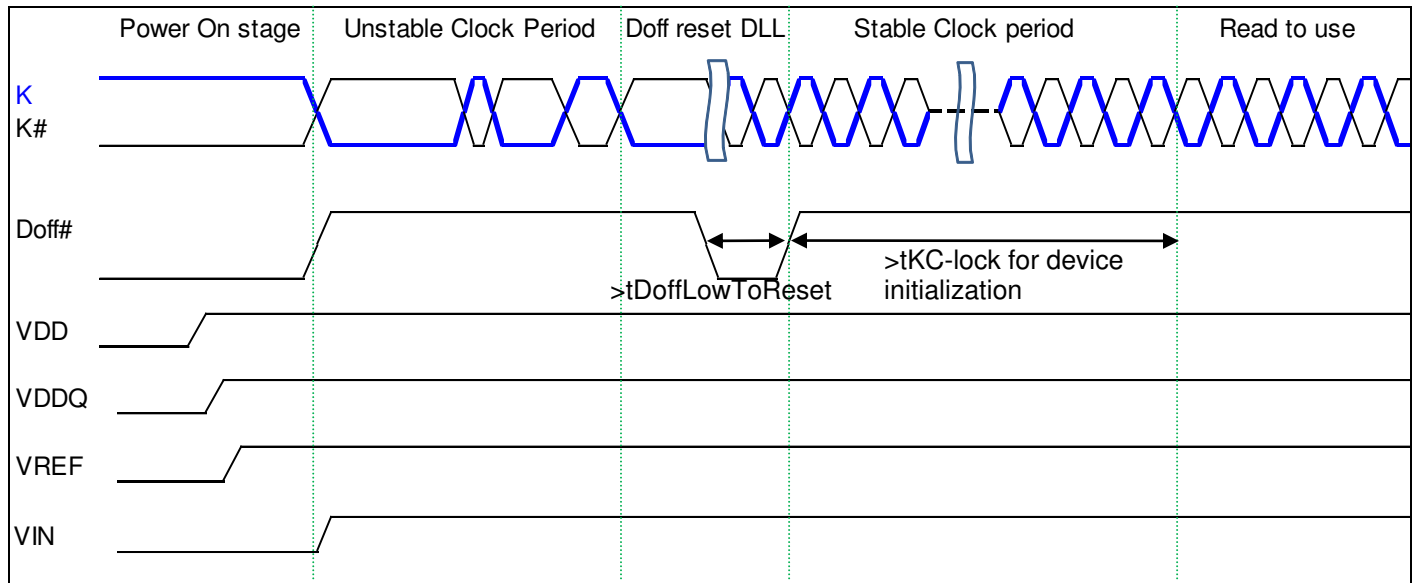 Power On stage
Unstable Clock Period
Doff reset DLL
Stable Clock period
Read to use
K
K#
Doff#
>tDoffLowToReset
>tKC-lock for device
initialization
VDD
VDDQ
VREF
VIN